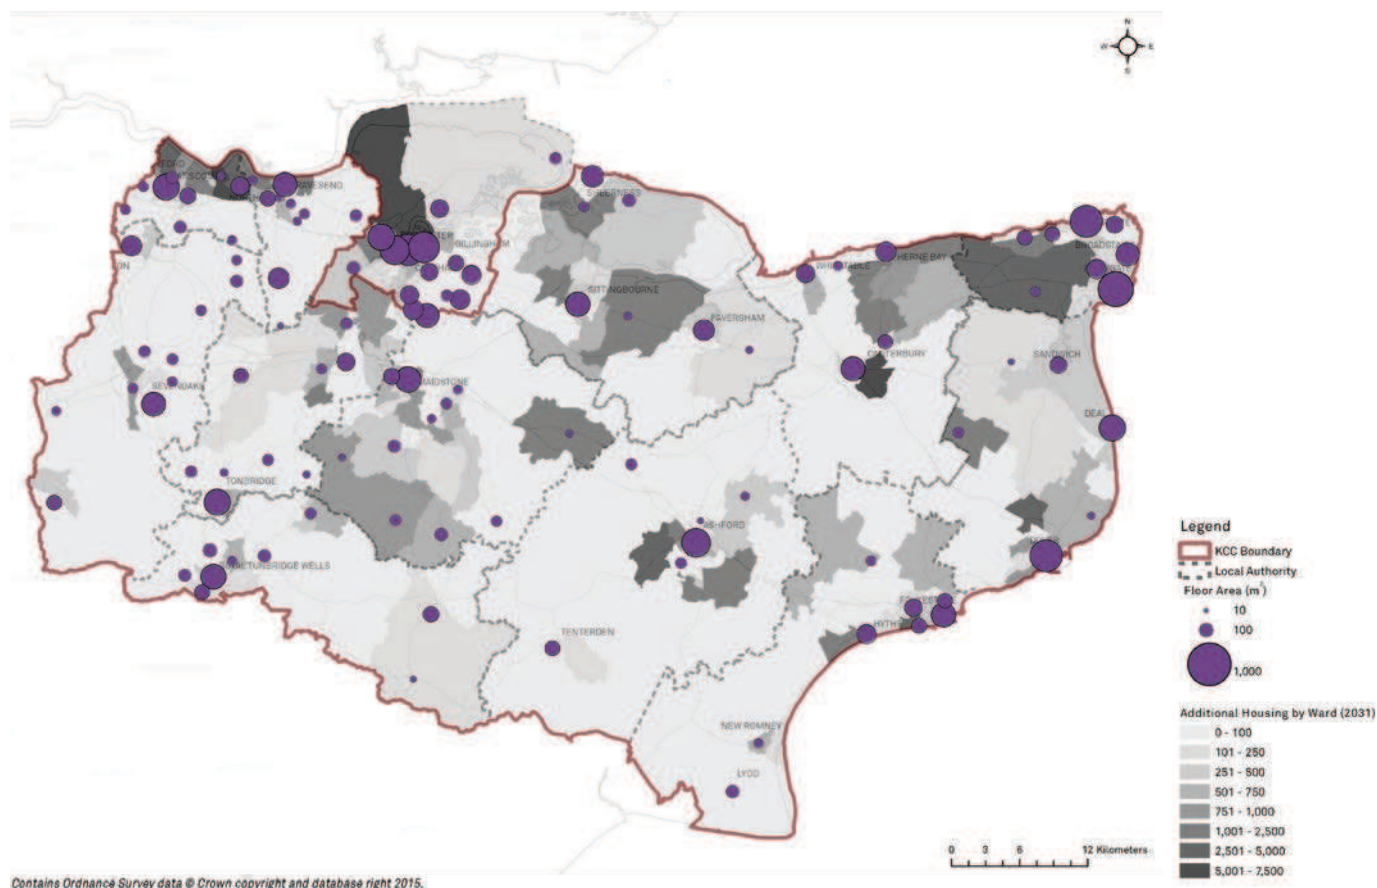 N
W E
S
GRAVESEND
GILLINGHAM
SHEERNESS
SITTINGBOURNE
FAVERSHAM
WHITSTABLE
HERNE BAY
CANTERBURY
SANDWICH
DEAL
SEVENOAKS
MAIDSTONE
TONBRIDGE
TUNBRIDGE WELLS
ASHFORD
TENTERDEN
HYTHE
NEW ROMNEY
LYDD
Legend
KCC Boundary
Local Authority
Floor Area (m²)
10
100
1,000
Additional Housing by Ward (2031)
0 - 100
101 - 250
251 - 500
501 - 750
751 - 1,000
1,001 - 2,500
2,501 - 5,000
5,001 - 7,500
0 3 6 12 Kilometers
Contains Ordnance Survey data © Crown copyright and database right 2015.